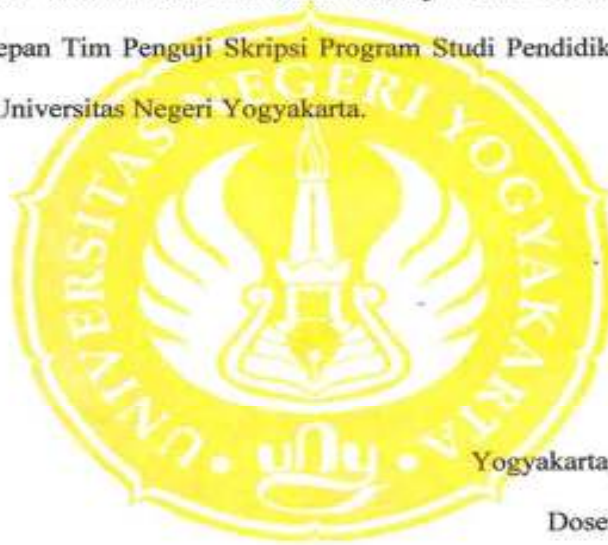 epan Tim Penguji Skripsi Program Studi Pendidik
Universitas Negeri Yogyakarta.
UNIVERSITAS NEGERI YOGYAKARTA
uny
Yogyakarta
Dose